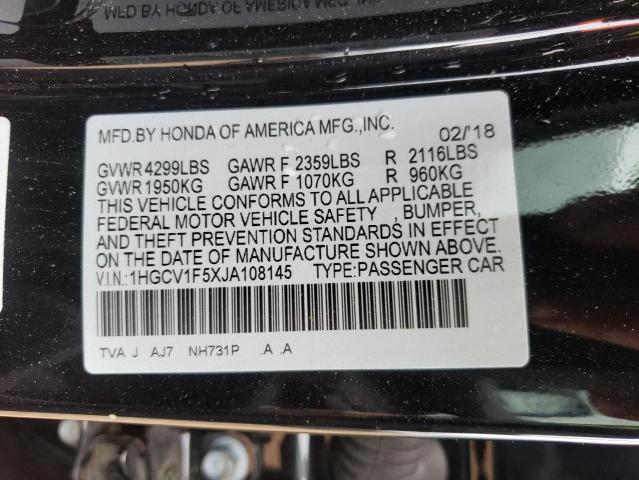 MFD.BY HONDA OF AMERICA MFG.,INC. 02/'18
GVWR 4299LBS GAWR F 2359LBS R 2116LBS
GVWR 1950KG GAWR F 1070KG R 960KG
THIS VEHICLE CONFORMS TO ALL APPLICABLE
FEDERAL MOTOR VEHICLE SAFETY , BUMPER,
AND THEFT PREVENTION STANDARDS IN EFFECT
ON THE DATE OF MANUFACTURE SHOWN ABOVE.
V.I.N.:1HGCV1F5XJA108145 TYPE:PASSENGER CAR
TVA J AJ7 NH731P .A .A